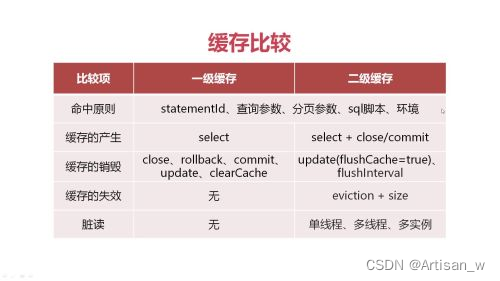 缓存比较
比较项 一级缓存 二级缓存
命中原则 statementId、查询参数、分页参数、sql脚本、环境
缓存的产生 select select + close/commit
缓存的销毁 close、rollback、commit、 update(flushCache=true)、
update、clearCache flushInterval
缓存的失效 无 eviction + size
脏读 无 单线程、多线程、多实例
CSDN @Artisan_w